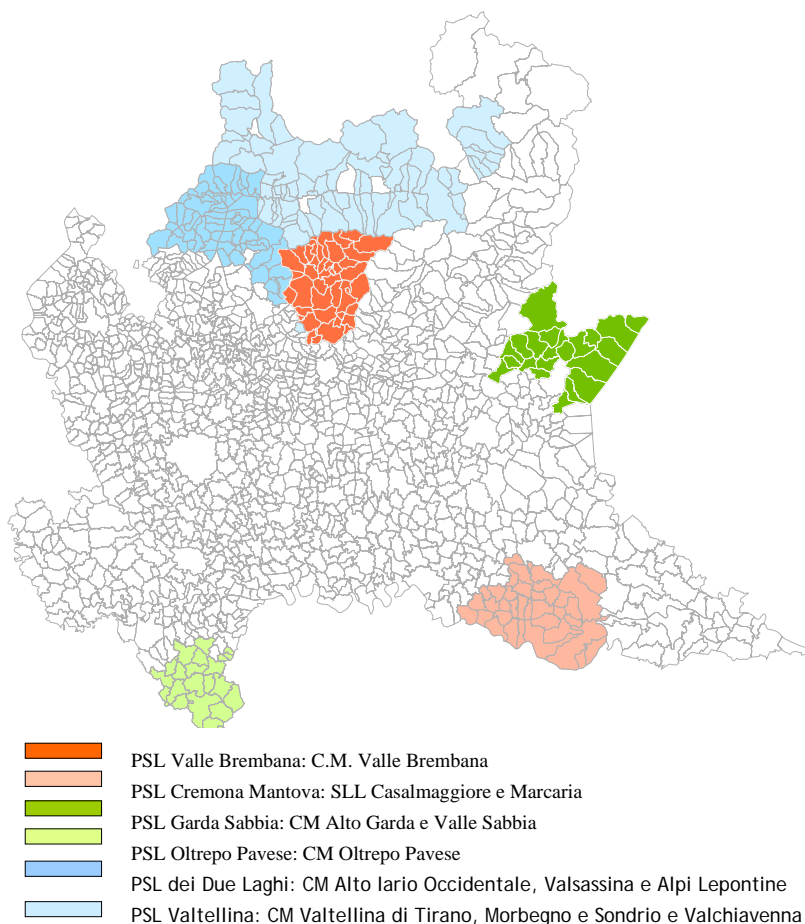 PSL Valle Brembana: C.M. Valle Brembana
PSL Cremona Mantova: SLL Casalmaggiore e Marcaria
PSL Garda Sabbia: CM Alto Garda e Valle Sabbia
PSL Oltrepo Pavese: CM Oltrepo Pavese
PSL dei Due Laghi: CM Alto lario Occidentale, Valsassina e Alpi Lepontine
PSL Valtellina: CM Valtellina di Tirano, Morbegno e Sondrio e Valchiavenna